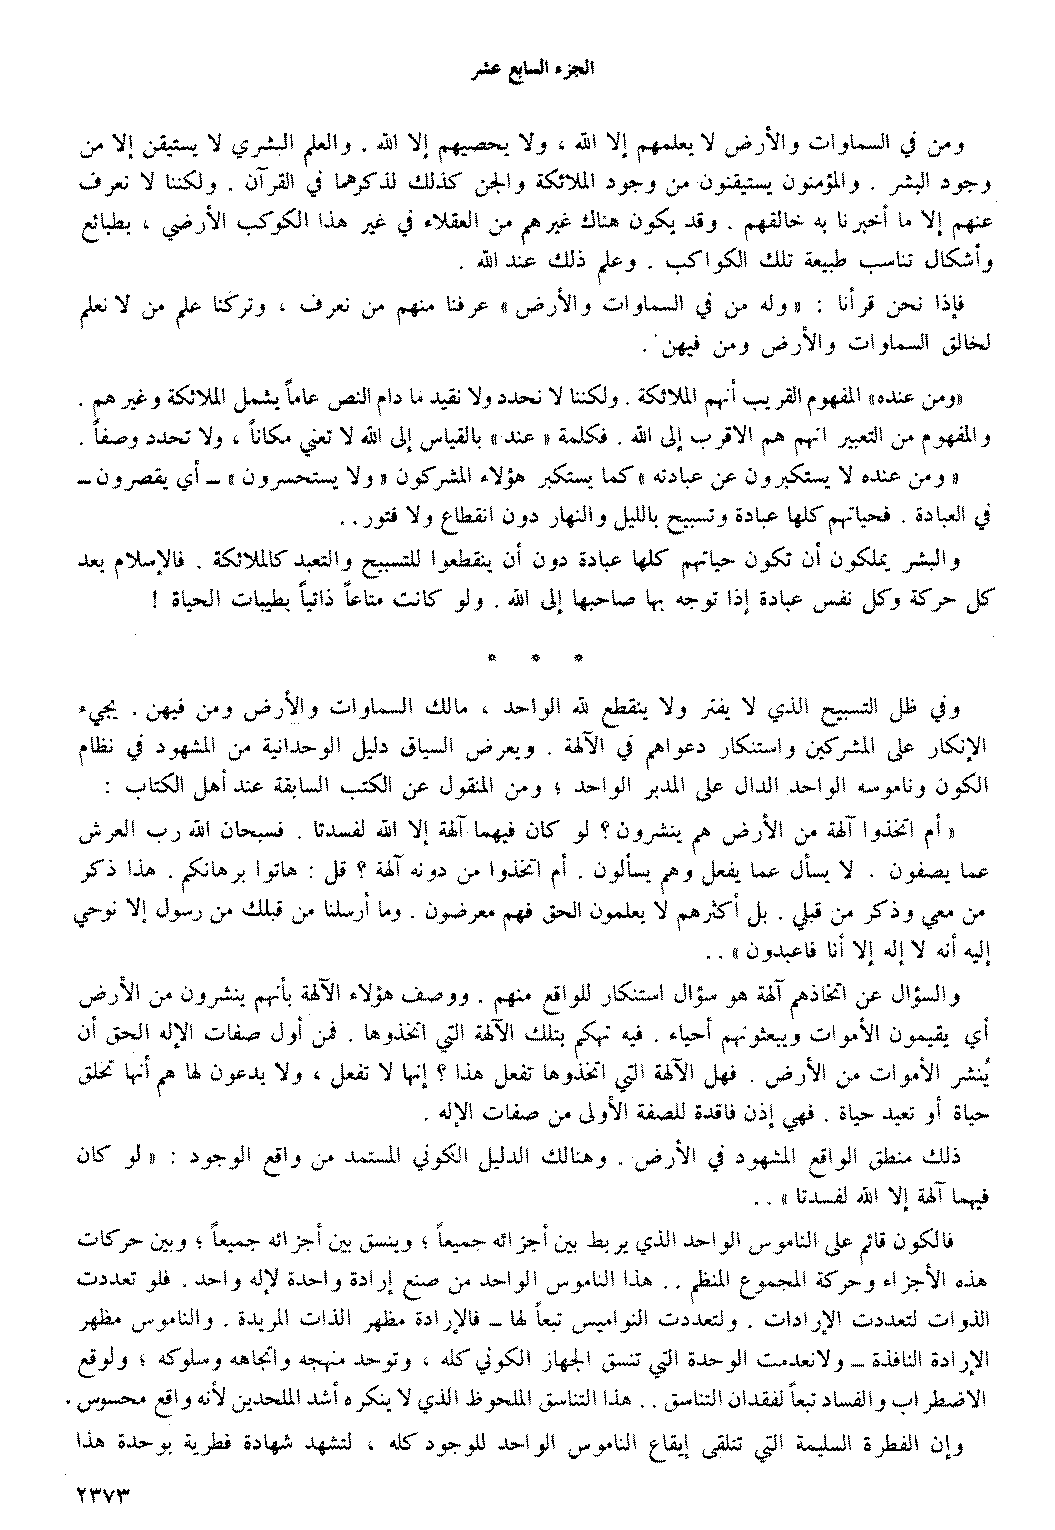 الجزء السابع عشر
ومن في السماوات والأرض لا يعلمهم إلا الله ، ولا يحصيهم إلا الله . والعلم البشري لا يستيقن إلا من
وجود البشر . والمؤمنون يستيقنون من وجود الملائكة والجن كذلك لذكرهما في القرآن . ولكننا لا نعرف
عنهم إلا ما أخبرنا به خالقهم . وقد يكون هناك غيرهم من العقلاء في غير هذا الكوكب الأرضي ، بطبائع
وأشكال تناسب طبيعة تلك الكواكب . وعلم ذلك عند الله .
فإذا نحن قرأنا : « وله من في السماوات والأرض » عرفنا منهم من نعرف ، وتركنا علم من لا نعلم
لخالق السماوات والأرض ومن فيهن .
«ومن عنده» المفهوم القريب أنهم الملائكة . ولكننا لا نحدد ولا نقيد ما دام النص عاماً يشمل الملائكة وغيرهم .
والمفهوم من التعبير انهم هم الاقرب إلى الله . فكلمة « عند » بالقياس إلى الله لا تعني مكاناً ، ولا تحدد وصفاً .
« ومن عنده لا يستكبرون عن عبادته » كما يستكبر هؤلاء المشركون « ولا يستحسرون » – أي يقصرون –
في العبادة . فحياتهم كلها عبادة وتسبيح بالليل والنهار دون انقطاع ولا فتور . .
والبشر يملكون أن تكون حياتهم كلها عبادة دون أن ينقطعوا للتسبيح والتعبد كالملائكة . فالإسلام يعد
كل حركة وكل نفس عبادة إذا توجه بها صاحبها إلى الله . ولو كانت متاعاً ذاتياً بطيبات الحياة !
* * *
وفي ظل التسبيح الذي لا يفتر ولا ينقطع لله الواحد ، مالك السماوات والأرض ومن فيهن . يجيء
الإنكار على المشركين واستنكار دعواهم في الآلهة . ويعرض السياق دليل الوحدانية من المشهود في نظام
الكون وناموسه الواحد الدال على المدبر الواحد ؛ ومن المنقول عن الكتب السابقة عند أهل الكتاب :
« أم اتخذوا آلهة من الأرض هم ينشرون ؟ لو كان فيهما آلهة إلا الله لفسدتا . فسبحان الله رب العرش
عما يصفون . لا يسأل عما يفعل وهم يسألون . أم اتخذوا من دونه آلهة ؟ قل : هاتوا برهانكم . هذا ذكر
من معي وذكر من قبلي . بل أكثرهم لا يعلمون الحق فهم معرضون . وما أرسلنا من قبلك من رسول إلا نوحي
إليه أنه لا إله إلا أنا فاعبدون » . .
والسؤال عن اتخاذهم آلهة هو سؤال استنكار للواقع منهم . ووصف هؤلاء الآلهة بأنهم ينشرون من الأرض
أي يقيمون الأموات ويبعثونهم أحياء . فيه تهكم بتلك الآلهة التي اتخذوها . فمن أول صفات الإله الحق أن
يُنشر الأموات من الأرض . فهل الآلهة التي اتخذوها تفعل هذا ؟ إنها لا تفعل ، ولا يدعون لها هم أنها تخلق
حياة أو تعيد حياة . فهي إذن فاقدة للصفة الأولى من صفات الإله .
ذلك منطق الواقع المشهود في الأرض . وهنالك الدليل الكوني المستمد من واقع الوجود : « لو كان
فيهما آلهة إلا الله لفسدتا » . .
فالكون قائم على الناموس الواحد الذي يربط بين أجزائه جميعاً ؛ وينسق بين أجزائه جميعاً ؛ وبين حركات
هذه الأجزاء وحركة المجموع المنظم . . هذا الناموس الواحد من صنع إرادة واحدة لإله واحد . فلو تعددت
الذوات لتعددت الإرادات . ولتعددت النواميس تبعاً لها – فالإرادة مظهر الذات المريدة . والناموس مظهر
الإرادة النافذة – ولانعدمت الوحدة التي تنسق الجهاز الكوني كله ، وتوحد منهجه واتجاهه وسلوكه ؛ ولوقع
الاضطراب والفساد تبعاً لفقدان التناسق . . هذا التناسق الملحوظ الذي لا ينكره أشد الملحدين لأنه واقع محسوس .
وإن الفطرة السليمة التي تتلقى إيقاع الناموس الواحد للوجود كله ، لتشهد شهادة فطرية بوحدة هذا
٢٣٧٣